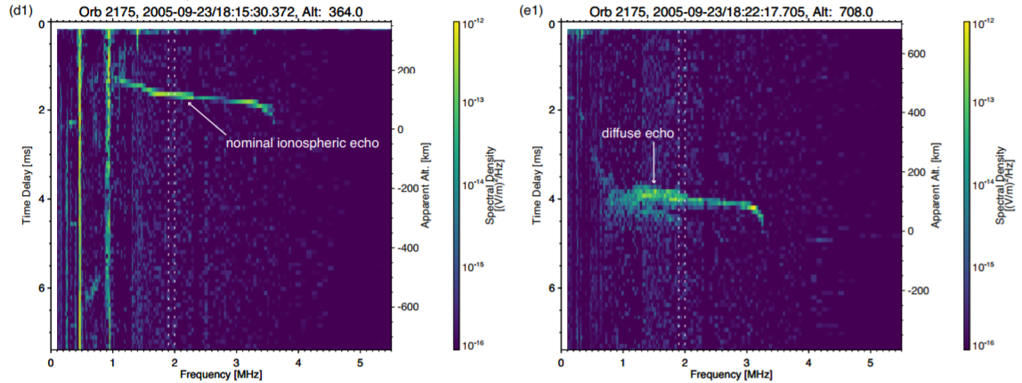 (d1) Orb 2175, 2005-09-23/18:15:30.372, Alt: 364.0
0
2
4
6
Time Delay [ms]
nominal ionospheric echo
200
0
-200
-400
-600
Apparent Alt. [km]
0 1 2 3 4 5
Frequency [MHz]
10-12
10-13
10-14
10-15
10-16
Spectral Density
[(V/m)²/Hz]
(e1) Orb 2175, 2005-09-23/18:22:17.705, Alt: 708.0
0
2
4
6
Time Delay [ms]
diffuse echo
600
400
200
0
-200
Apparent Alt. [km]
0 1 2 3 4 5
Frequency [MHz]
10-12
10-13
10-14
10-15
10-16
Spectral Density
[(V/m)²/Hz]